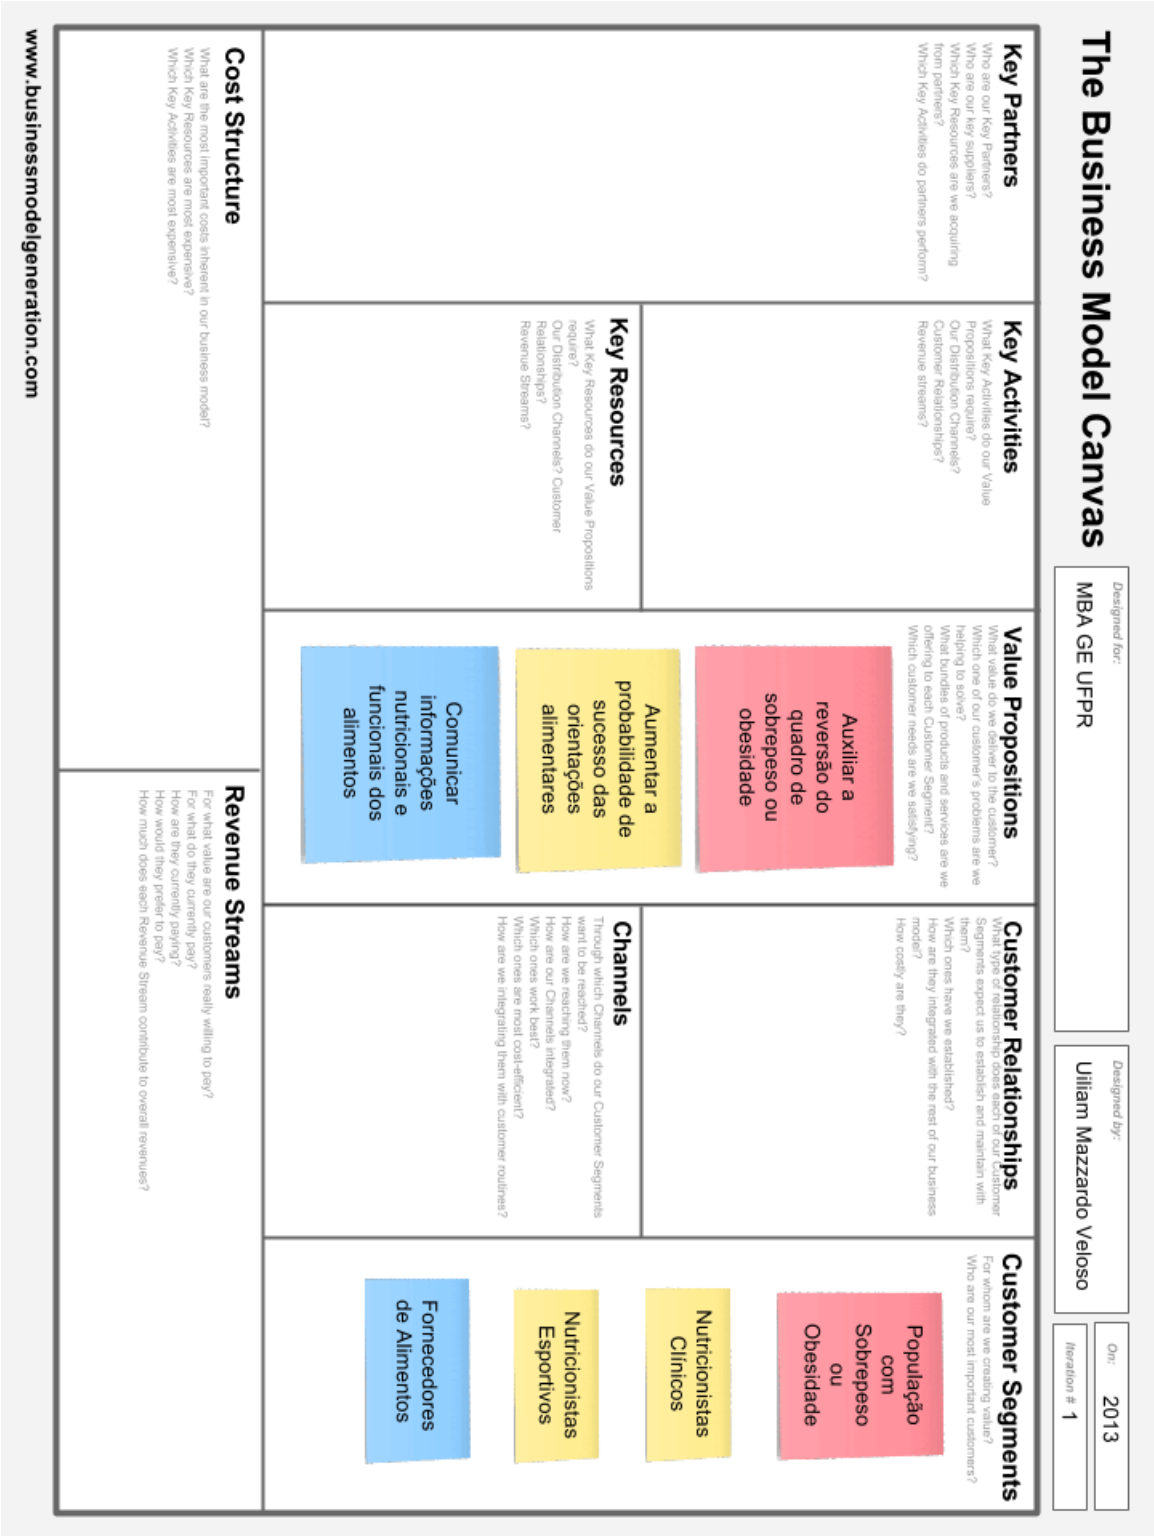 The Business Model Canvas
Designed for:
MBA GE UFPR
Designed by:
Uiliam Mazzardo Veloso
On:
2013
Iteration #
1
Key Partners
Who are our Key Partners?
Who are our key suppliers?
Which Key Resources are we acquiring
from partners?
Which Key Activities do partners perform?
Key Activities
What Key Activities do our Value
Propositions require?
Our Distribution Channels?
Customer Relationships?
Revenue streams?
Key Resources
What Key Resources do our Value Propositions
require?
Our Distribution Channels? Customer
Relationships?
Revenue Streams?
Value Propositions
What value do we deliver to the customer?
Which one of our customer's problems are we
helping to solve?
What bundles of products and services are we
offering to each Customer Segment?
Which customer needs are we satisfying?
Auxiliar a
reversão do
quadro de
sobrepeso ou
obesidade
Aumentar a
probabilidade de
sucesso das
orientações
alimentares
Comunicar
informações
nutricionais e
funcionais dos
alimentos
Customer Relationships
What type of relationship does each of our Customer
Segments expect us to establish and maintain with
them?
Which ones have we established?
How are they integrated with the rest of our business
model?
How costly are they?
Channels
Through which Channels do our Customer Segments
want to be reached?
How are we reaching them now?
How are our Channels integrated?
Which ones work best?
Which ones are most cost-efficient?
How are we integrating them with customer routines?
Customer Segments
For whom are we creating value?
Who are our most important customers?
População
com
Sobrepeso
ou
Obesidade
Nutricionistas
Clínicos
Nutricionistas
Esportivos
Fornecedores
de Alimentos
Cost Structure
What are the most important costs inherent in our business model?
Which Key Resources are most expensive?
Which Key Activities are most expensive?
Revenue Streams
For what value are our customers really willing to pay?
For what do they currently pay?
How are they currently paying?
How would they prefer to pay?
How much does each Revenue Stream contribute to overall revenues?
www.businessmodelgeneration.com